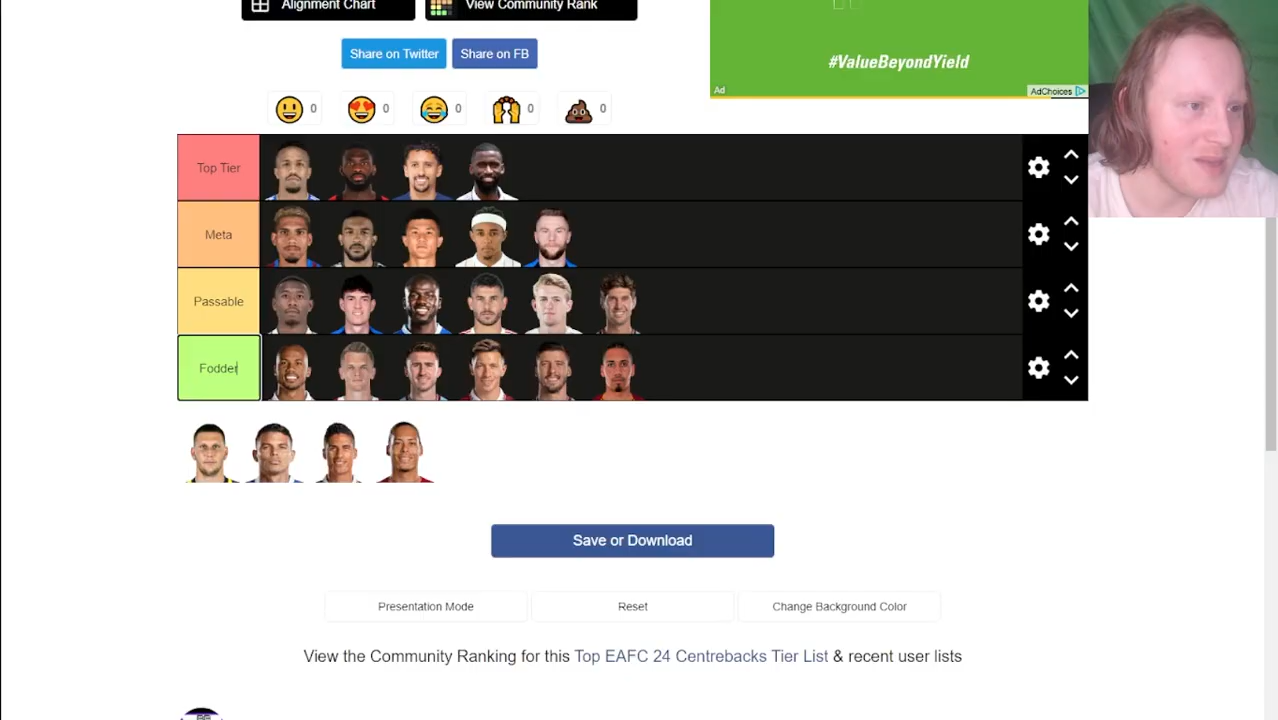 Alignment Chart
View Community Rank
Share on Twitter
Share on FB
#ValueBeyondYield
Ad
AdChoices
0
0
0
0
0
Top Tier
Meta
Passable
Fodder
Save or Download
Presentation Mode
Reset
Change Background Color
View the Community Ranking for this Top EAFC 24 Centrebacks Tier List & recent user lists